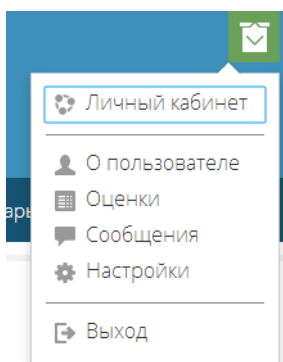 Личный кабинет
О пользователе
Оценки
Сообщения
Настройки
Выход